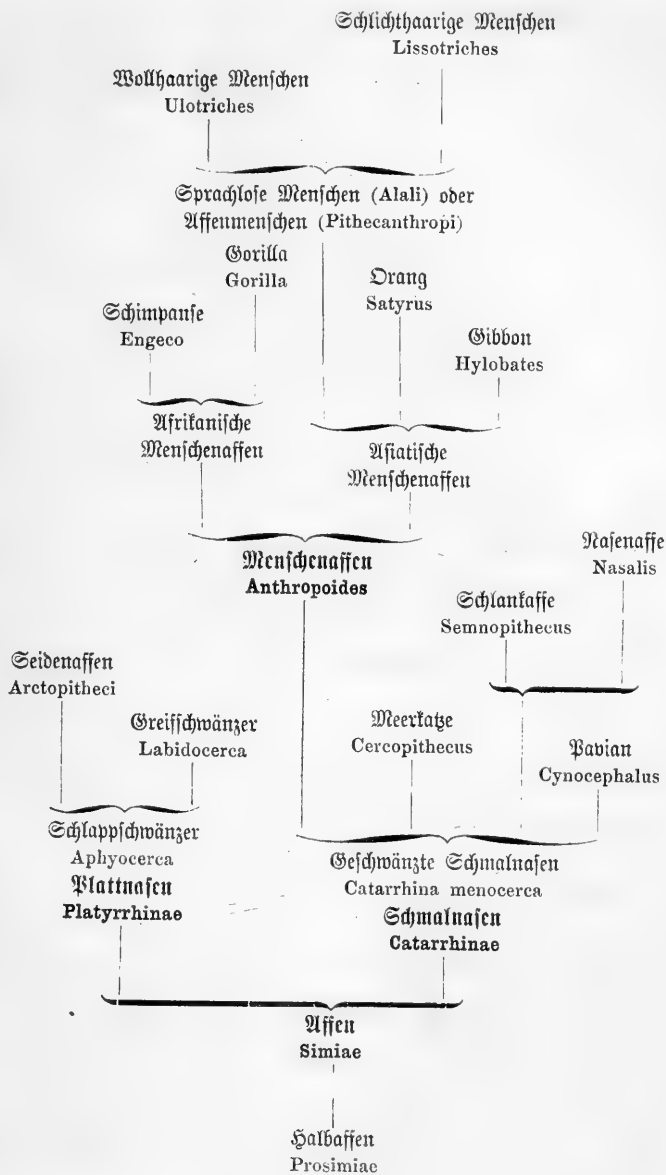 Schlichthaarige Menschen
Lissotriches
Wollhaarige Menschen
Ulotriches
Sprachlose Menschen (Alali) oder
Affenmenschen (Pithecanthropi)
Gorilla
Gorilla
Orang
Satyrus
Schimpanse
Engeco
Gibbon
Hylobates
Afrikanische
Menschenaffen
Asiatische
Menschenaffen
Menschenaffen
Anthropoides
Nasenaffe
Nasalis
Schlankaffe
Semnopithecus
Seidenaffen
Arctopitheci
Greifschwänzer
Labidocerca
Meerkatze
Cercopithecus
Pavian
Cynocephalus
Schlappschwänzer
Aphyocerca
Plattnasen
Platyrrhinae
Geschwänzte Schmalnasen
Catarrhina menocerca
Schmalnasen
Catarrhinae
Affen
Simiae
Halbaffen
Prosimiae